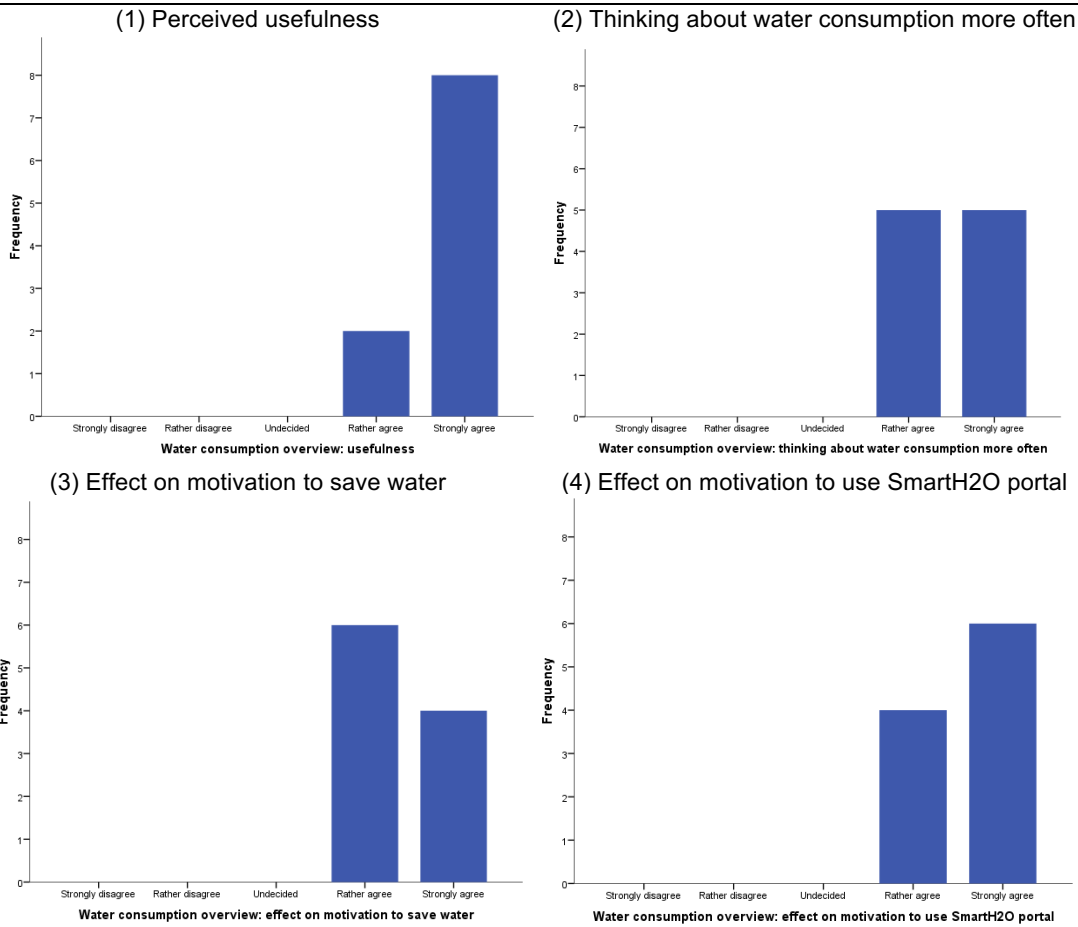 (1) Perceived usefulness
Frequency
8
7
6
5
4
3
2
1
0
Strongly disagree Rather disagree Undecided Rather agree Strongly agree
Water consumption overview: usefulness
(2) Thinking about water consumption more often
Frequency
8
7
6
5
4
3
2
1
0
Strongly disagree Rather disagree Undecided Rather agree Strongly agree
Water consumption overview: thinking about water consumption more often
(3) Effect on motivation to save water
Frequency
8
7
6
5
4
3
2
1
0
Strongly disagree Rather disagree Undecided Rather agree Strongly agree
Water consumption overview: effect on motivation to save water
(4) Effect on motivation to use SmartH2O portal
Frequency
8
7
6
5
4
3
2
1
0
Strongly disagree Rather disagree Undecided Rather agree Strongly agree
Water consumption overview: effect on motivation to use SmartH2O portal